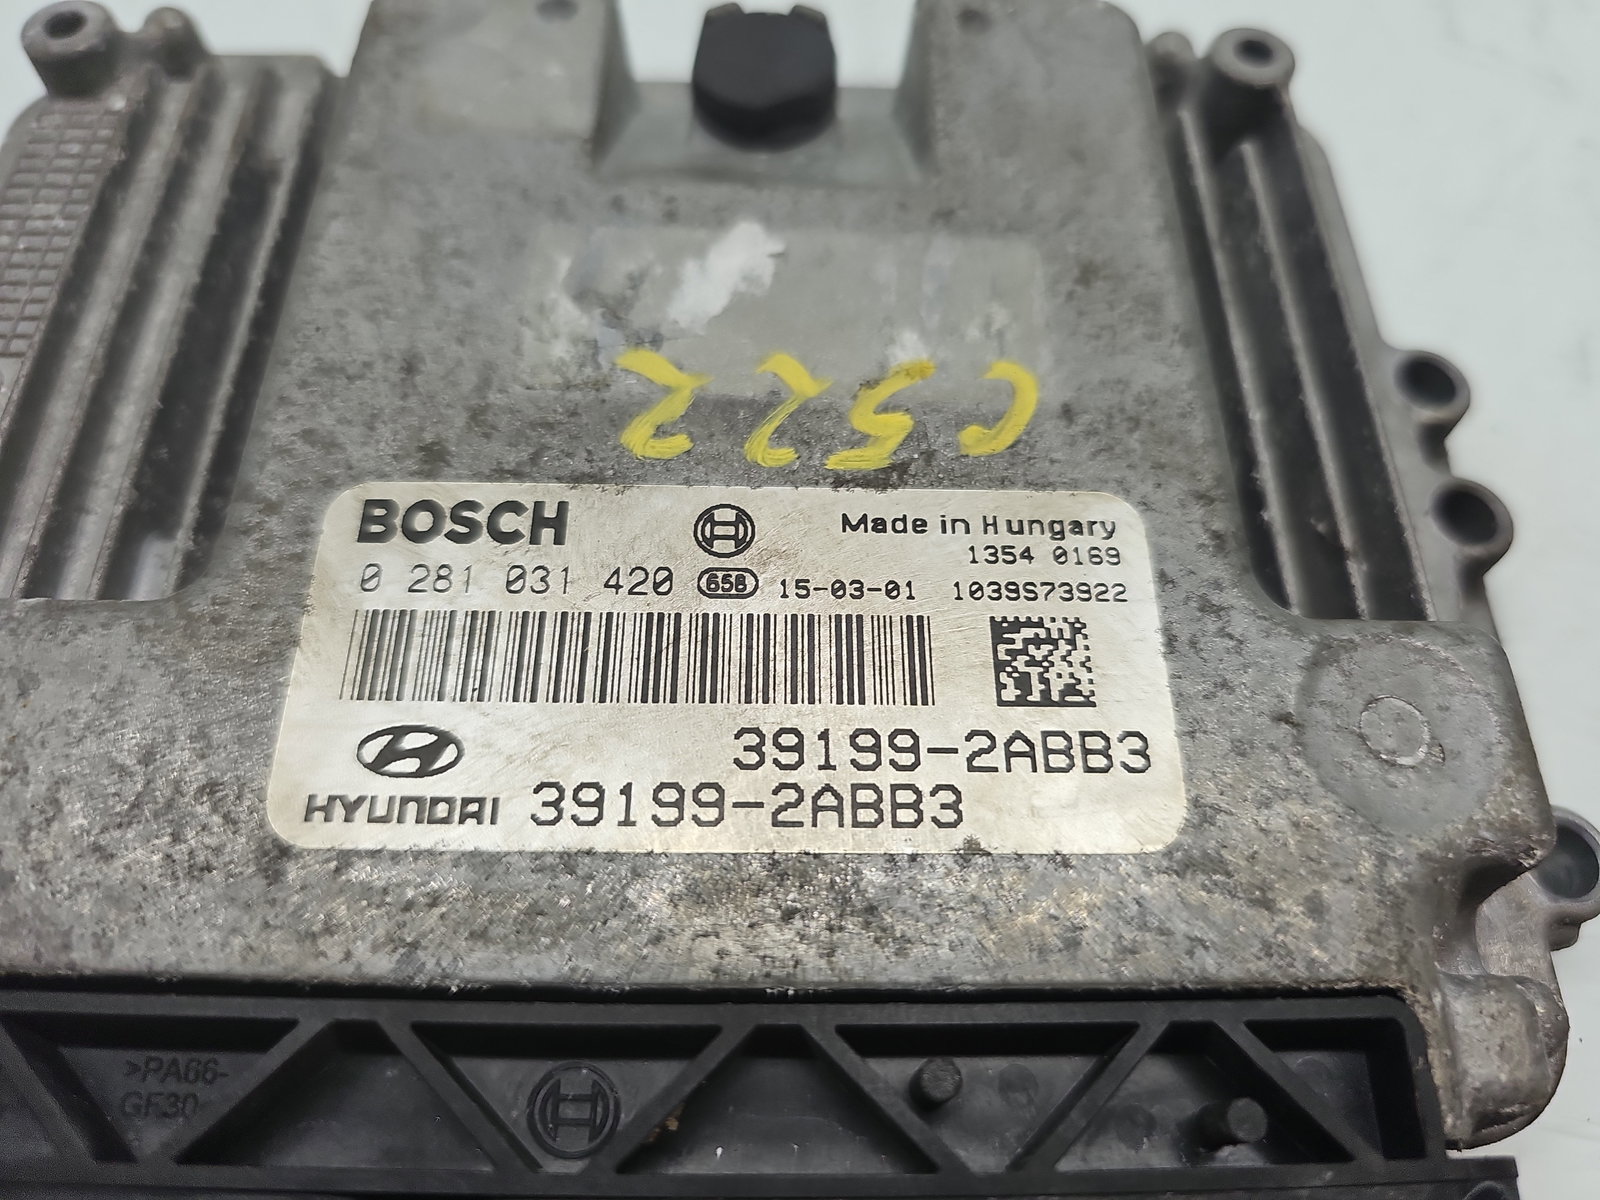 C522
BOSCH Made in Hungary
1354 0169
0 281 031 420 65B 15-03-01 1039S73922
39199-2ABB3
HYUNDAI 39199-2ABB3
>PA66-
GF30